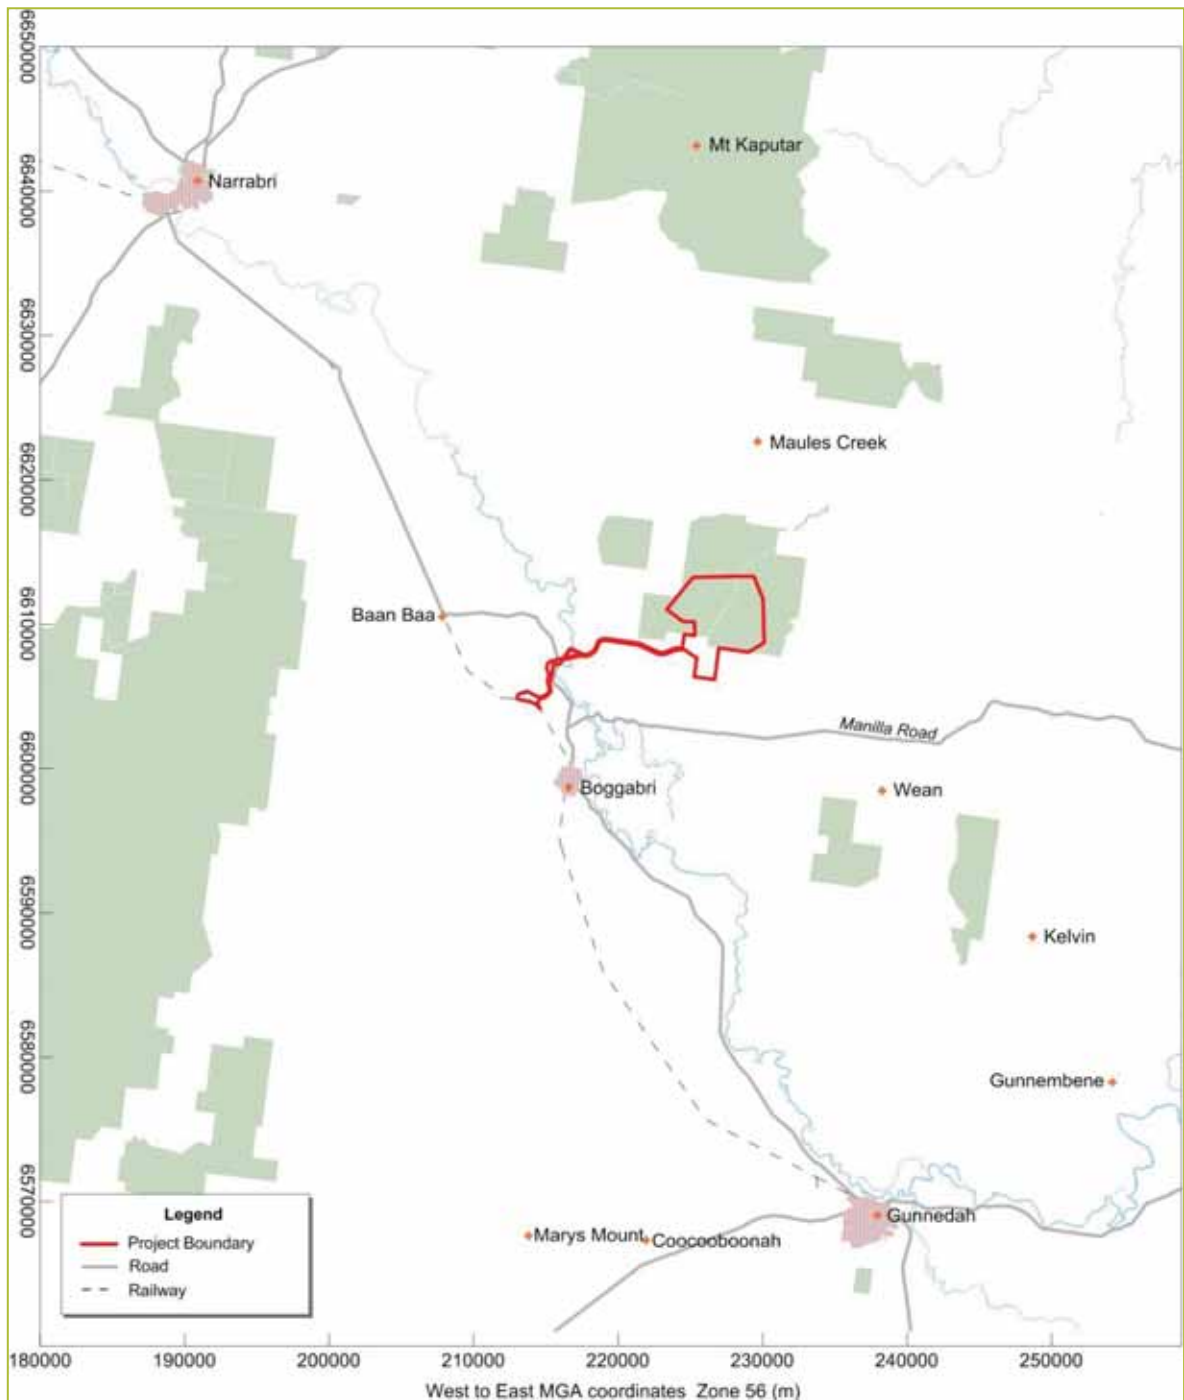 6650000
Mt Kaputar
Narrabri
6640000
6630000
Maules Creek
6620000
Baan Baa
6610000
Manilla Road
6600000
Boggabri
Wean
6590000
Kelvin
6580000
Gunnembene
6570000
Gunnedah
Marys Mount
Coocooboonah
Legend
Project Boundary
Road
Railway
180000 190000 200000 210000 220000 230000 240000 250000
West to East MGA coordinates Zone 56 (m)